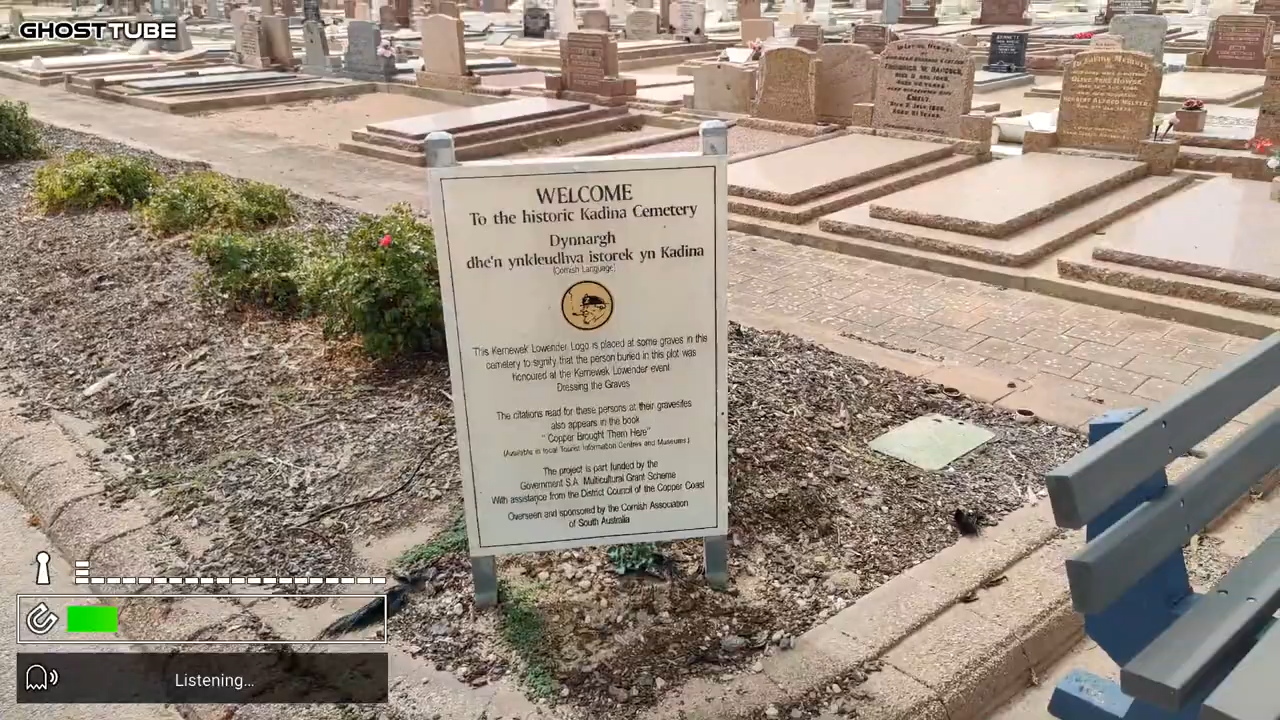 GHOSTTUBE
WELCOME
To the historic Kadina Cemetery
Dynnargh
dhe'n ynkleudhva istorek yn Kadina
(Cornish Language)
This Kernewek Lowender Logo is placed at some graves in this
cemetery to signify that the person buried in this plot was
honoured at the Kernewek Lowender event
Dressing the Graves
The citations read for these persons at their gravesites
also appears in the book
"Copper Brought Them Here"
(Available in local Tourist Information Centres and Museums)
The project is part funded by the
Government S.A. Multicultural Grant Scheme
With assistance from the District Council of the Copper Coast
Overseen and sponsored by the Cornish Association
of South Australia
Listening...